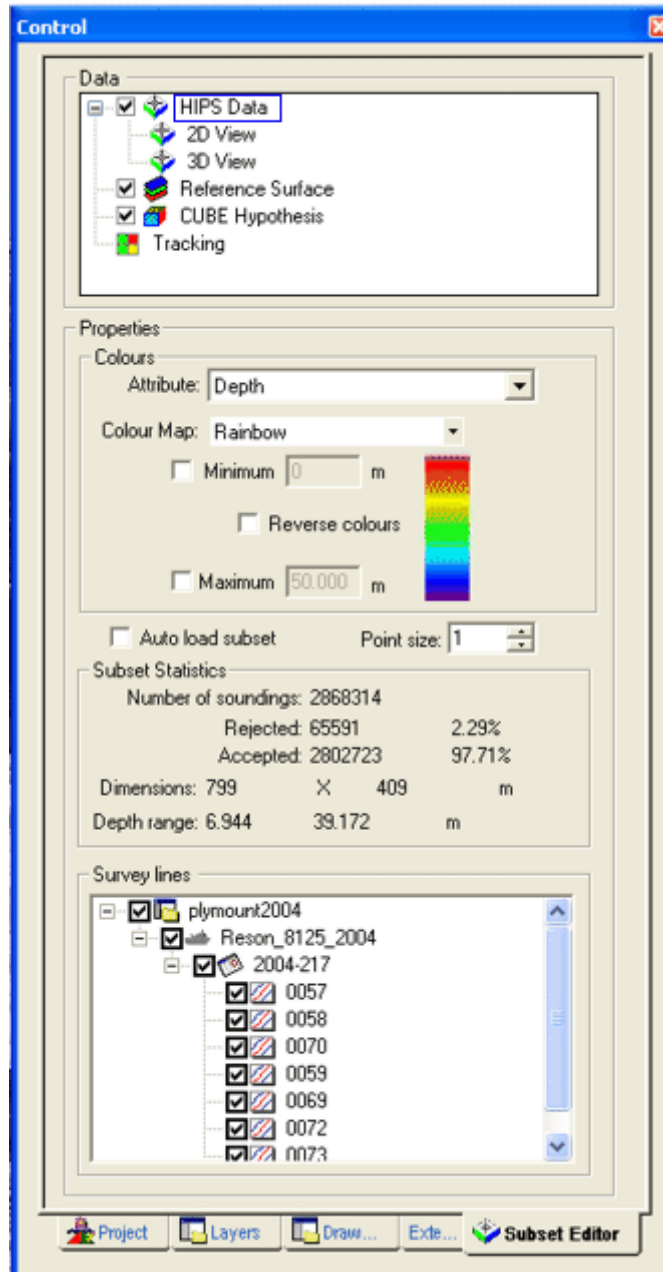 Control
Data
HIPS Data
2D View
3D View
Reference Surface
CUBE Hypothesis
Tracking
Properties
Colours
Attribute: Depth
Colour Map: Rainbow
Minimum 0 m
Reverse colours
Maximum 50.000 m
Auto load subset Point size: 1
Subset Statistics
Number of soundings: 2868314
Rejected: 65591 2.29%
Accepted: 2802723 97.71%
Dimensions: 799 X 409 m
Depth range: 6.944 39.172 m
Survey lines
plymount2004
Reson_8125_2004
2004-217
0057
0058
0070
0059
0069
0072
0073
Project Layers Draw... Exte... Subset Editor